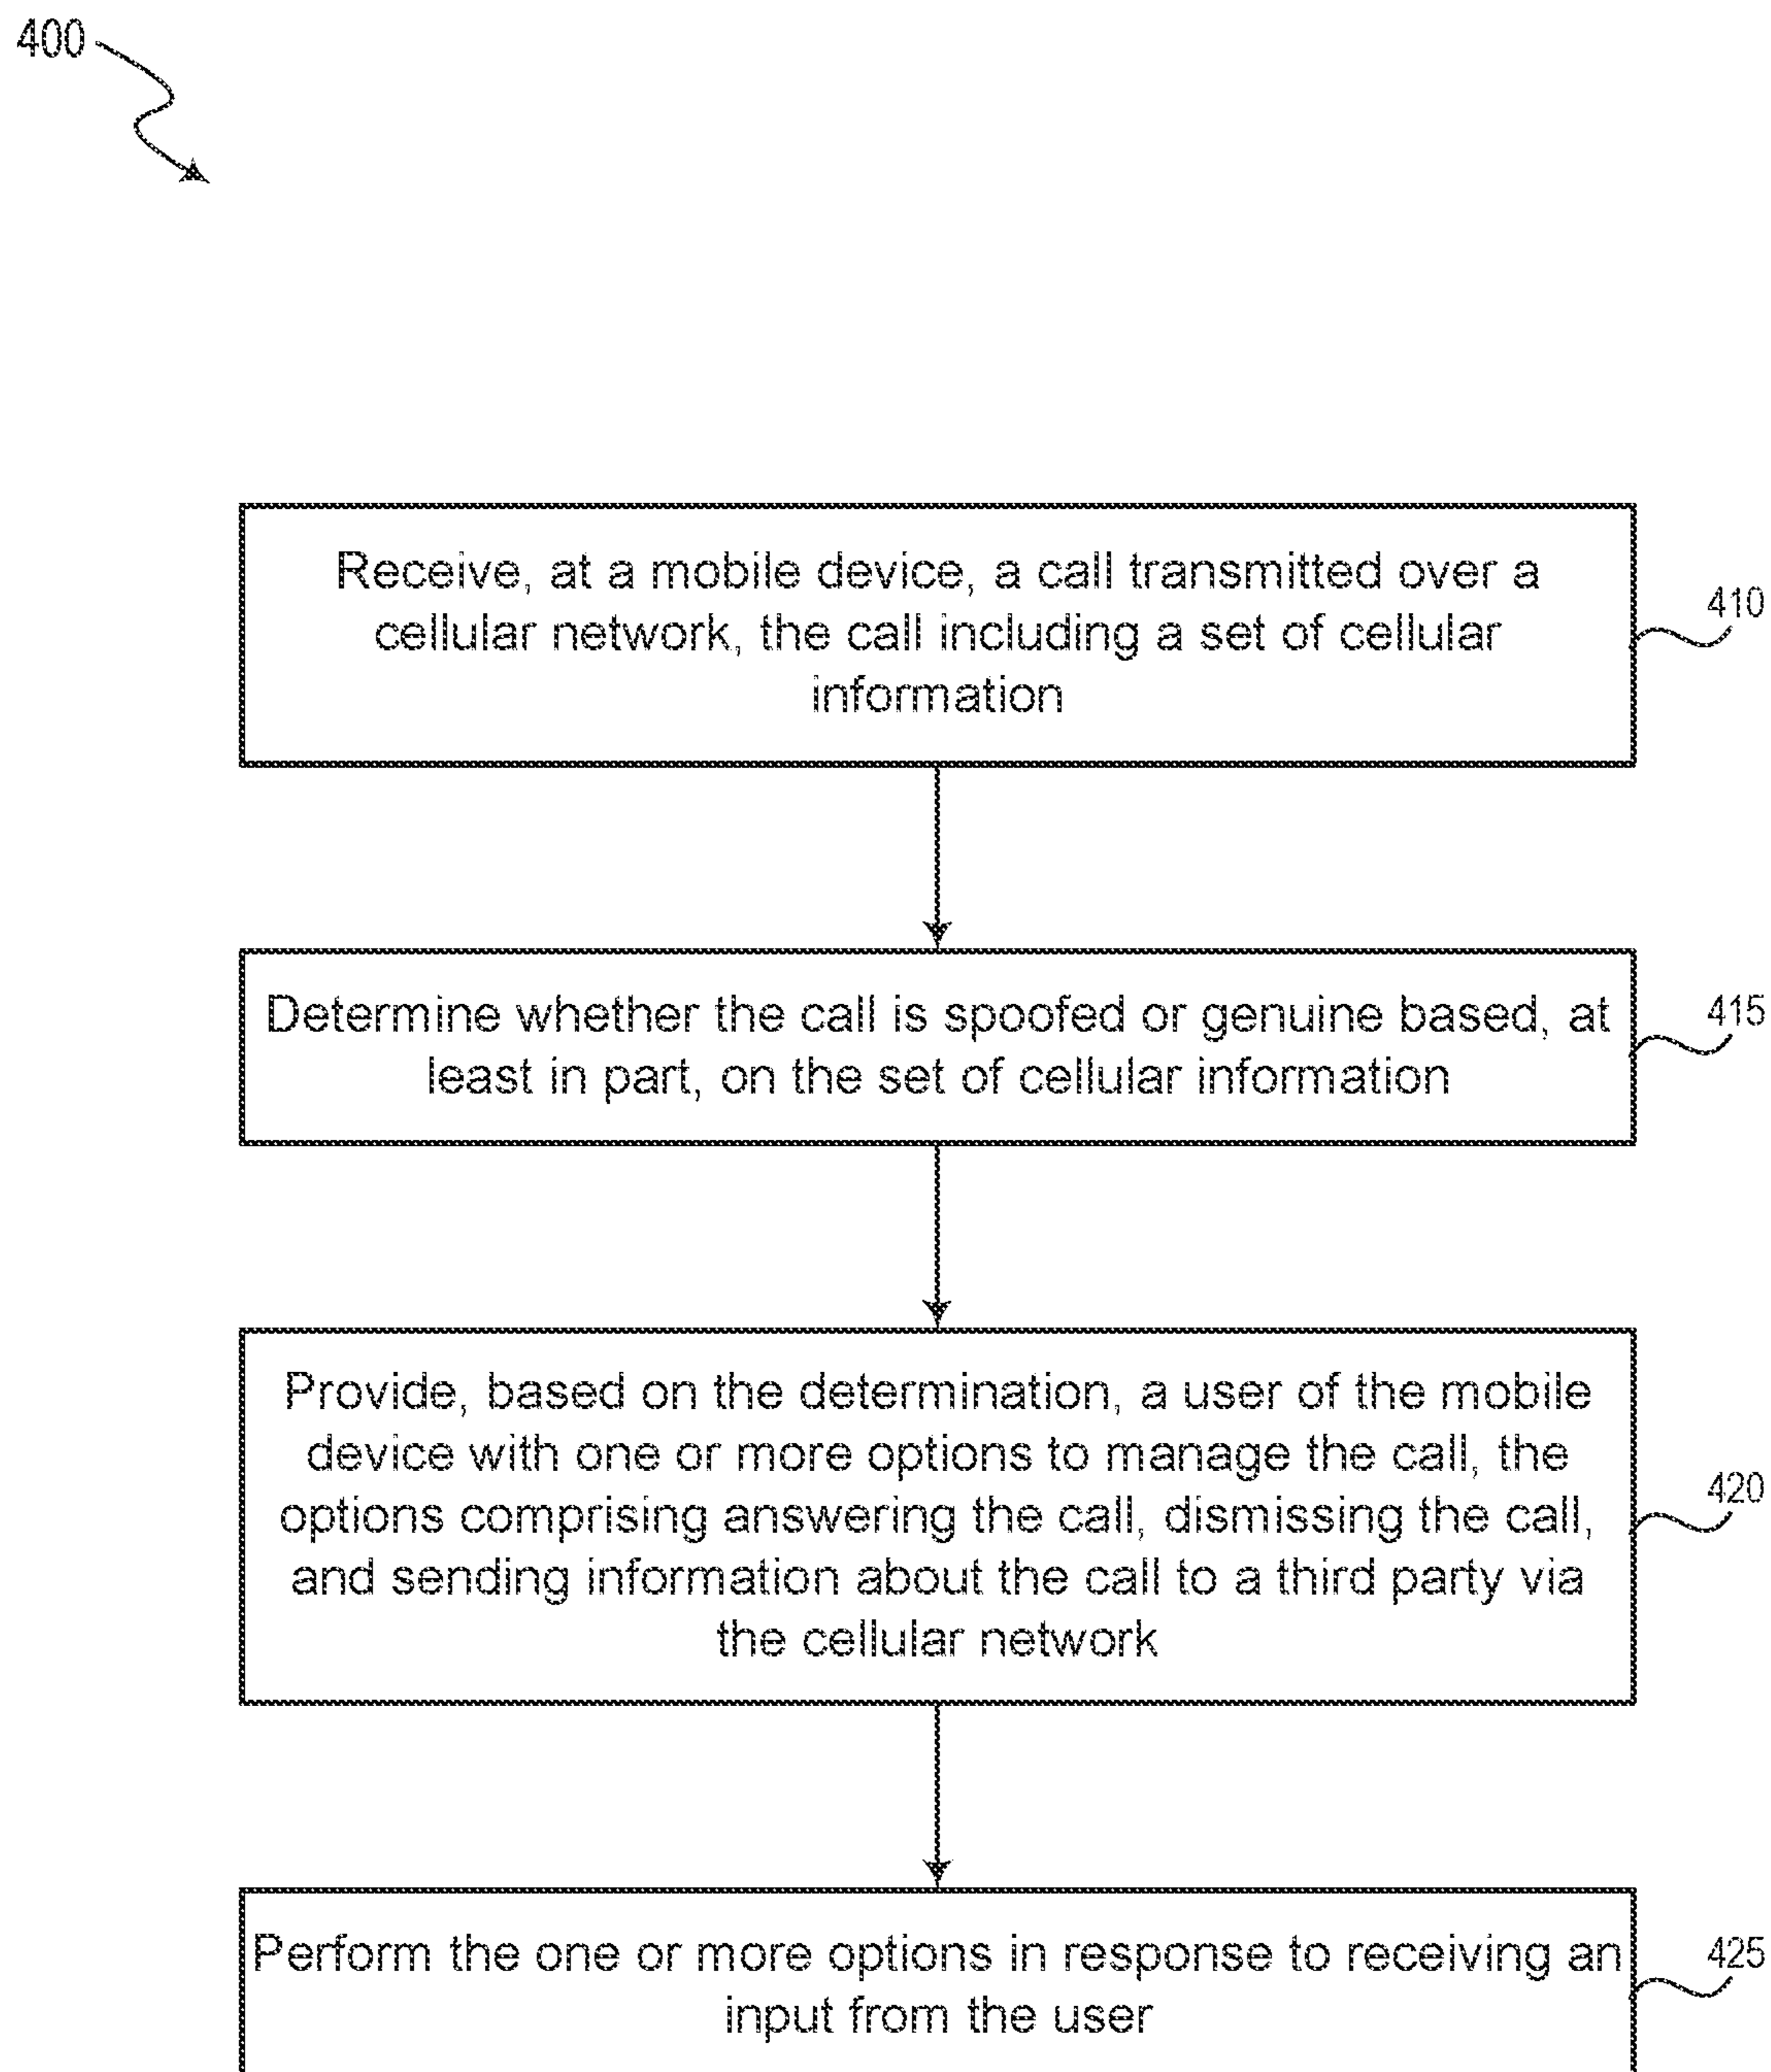 400
Receive, at a mobile device, a call transmitted over a
cellular network, the call including a set of cellular
information
410
Determine whether the call is spoofed or genuine based, at
least in part, on the set of cellular information
415
Provide, based on the determination, a user of the mobile
device with one or more options to manage the call, the
options comprising answering the call, dismissing the call,
and sending information about the call to a third party via
the cellular network
420
Perform the one or more options in response to receiving an
input from the user
425